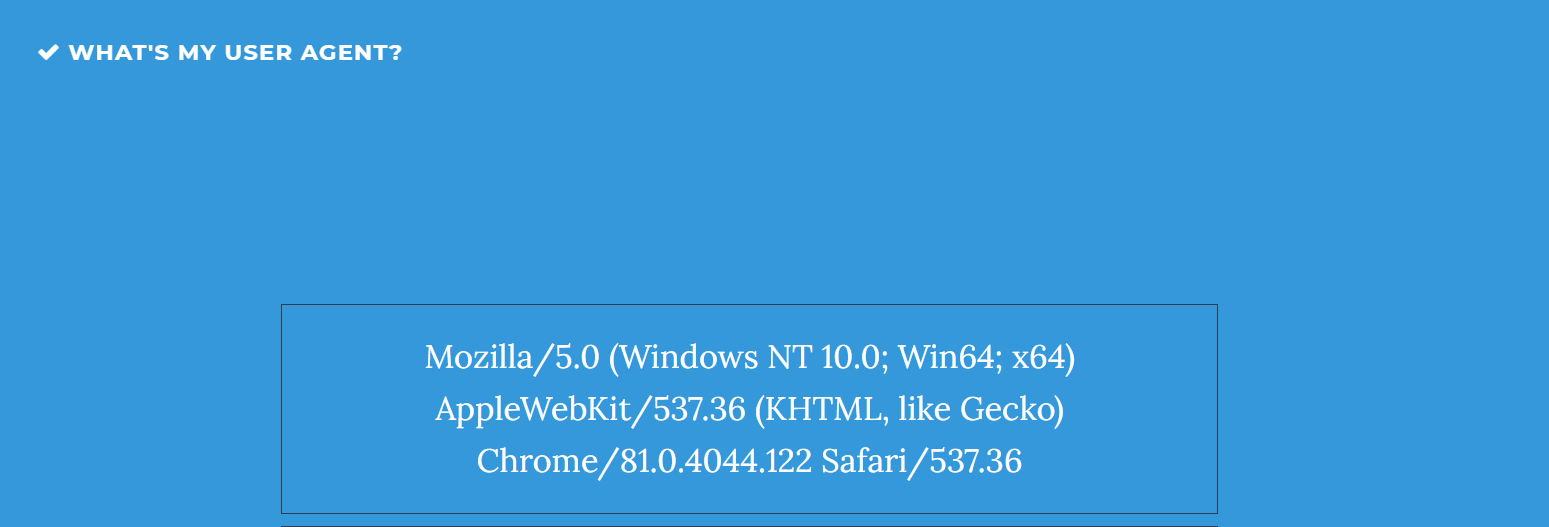 WHAT'S MY USER AGENT?
Mozilla/5.0 (Windows NT 10.0; Win64; x64)
AppleWebKit/537.36 (KHTML, like Gecko)
Chrome/81.0.4044.122 Safari/537.36